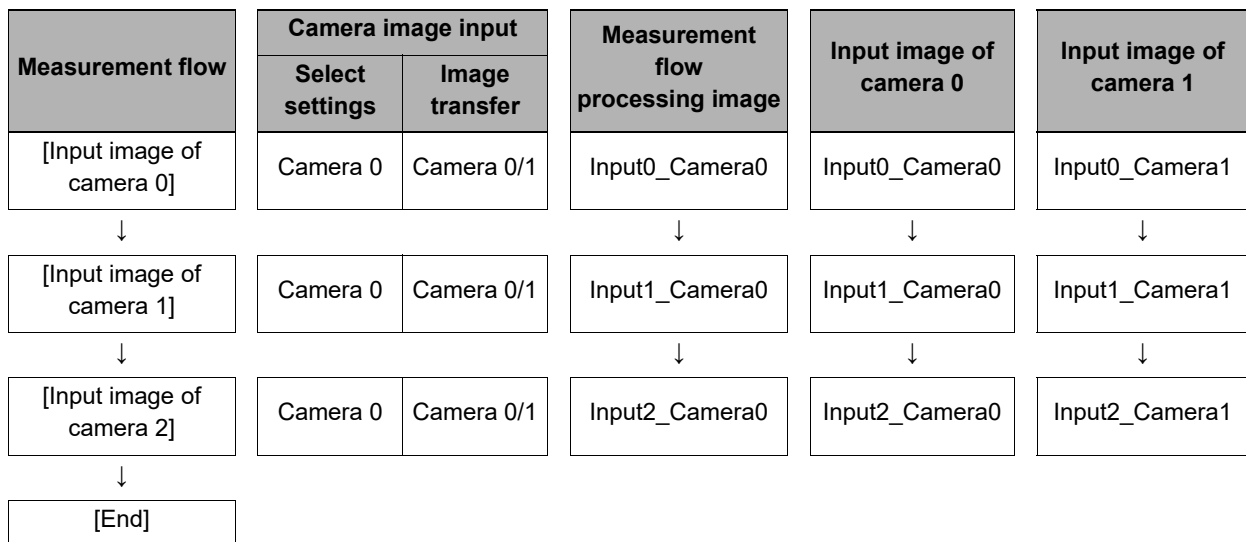 Measurement flow
Camera image input
Select
settings
Image
transfer
Measurement
flow
processing image
Input image of
camera 0
Input image of
camera 1
[Input image of
camera 0]
Camera 0
Camera 0/1
Input0_Camera0
Input0_Camera0
Input0_Camera1
↓ ↓ ↓ ↓
[Input image of
camera 1]
Camera 0
Camera 0/1
Input1_Camera0
Input1_Camera0
Input1_Camera1
↓ ↓ ↓ ↓
[Input image of
camera 2]
Camera 0
Camera 0/1
Input2_Camera0
Input2_Camera0
Input2_Camera1
↓
[End]